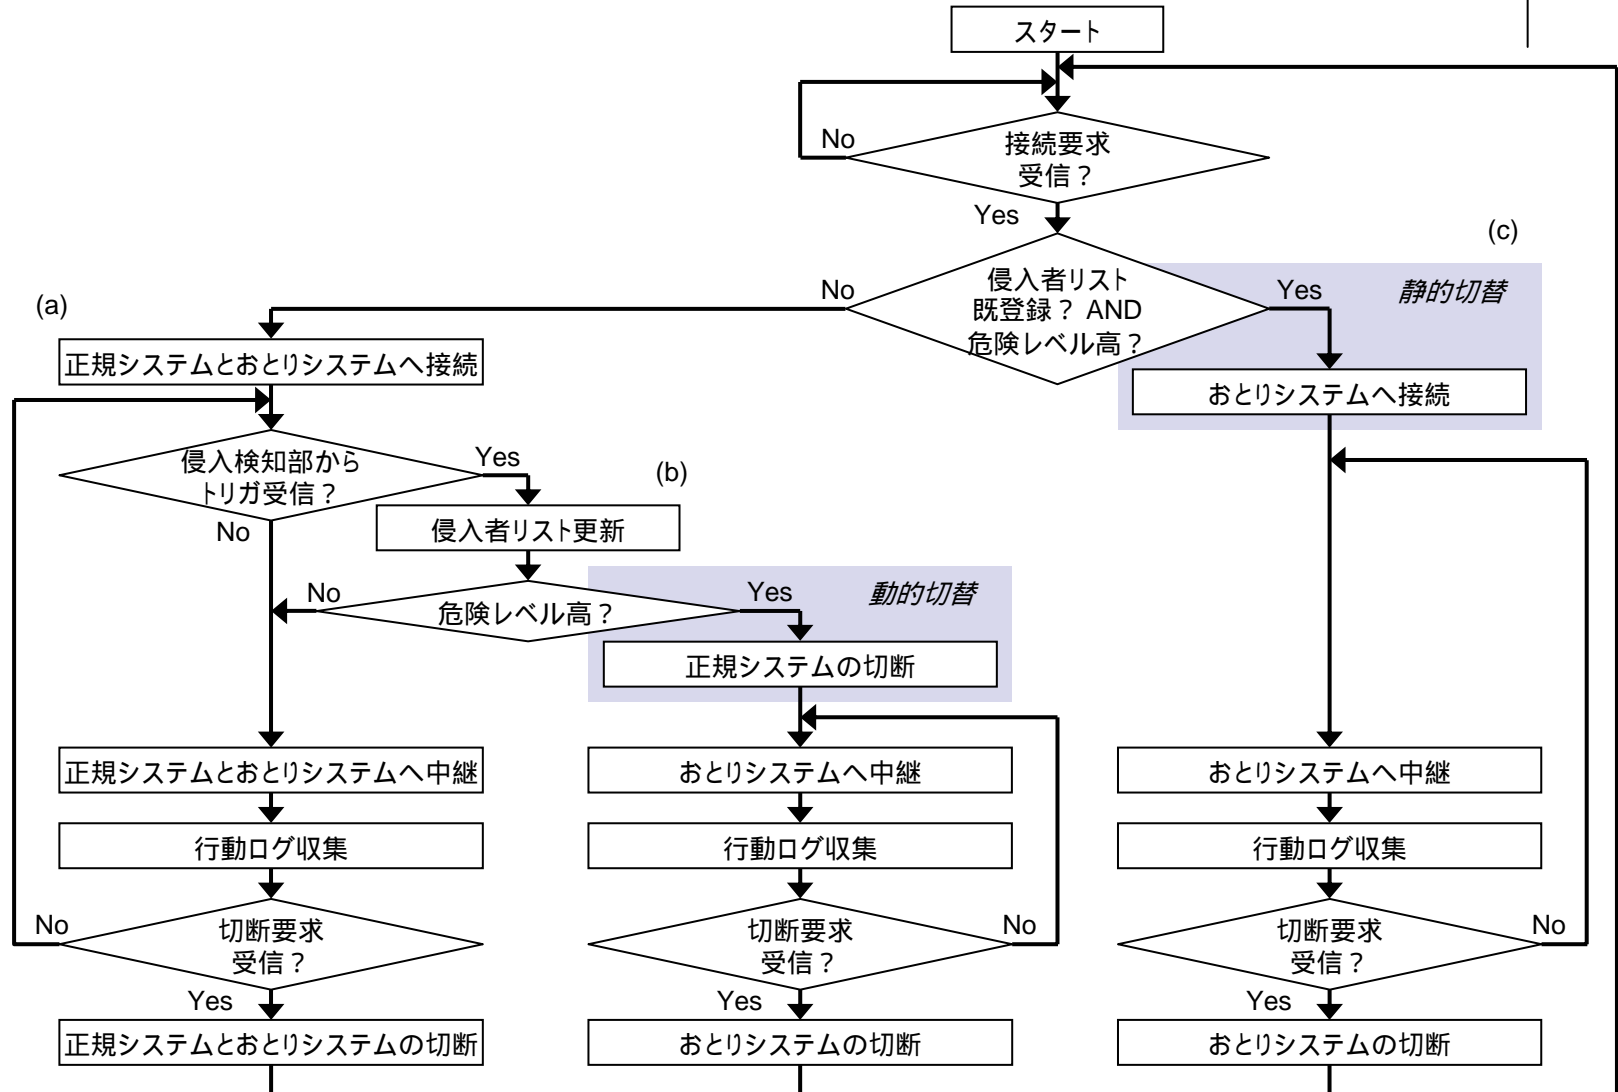 スタート
No
接続要求
受信？
Yes
(c)
侵入者リスト
既登録？ AND
危険レベル高？
No
Yes
静的切替
(a)
正規システムとおとりシステムへ接続
おとりシステムへ接続
侵入検知部から
トリガ受信？
Yes
No
(b)
侵入者リスト更新
No
危険レベル高？
Yes
動的切替
正規システムの切断
正規システムとおとりシステムへ中継
おとりシステムへ中継
おとりシステムへ中継
行動ログ収集
行動ログ収集
行動ログ収集
No
切断要求
受信？
切断要求
受信？
No
切断要求
受信？
No
Yes
Yes
Yes
正規システムとおとりシステムの切断
おとりシステムの切断
おとりシステムの切断